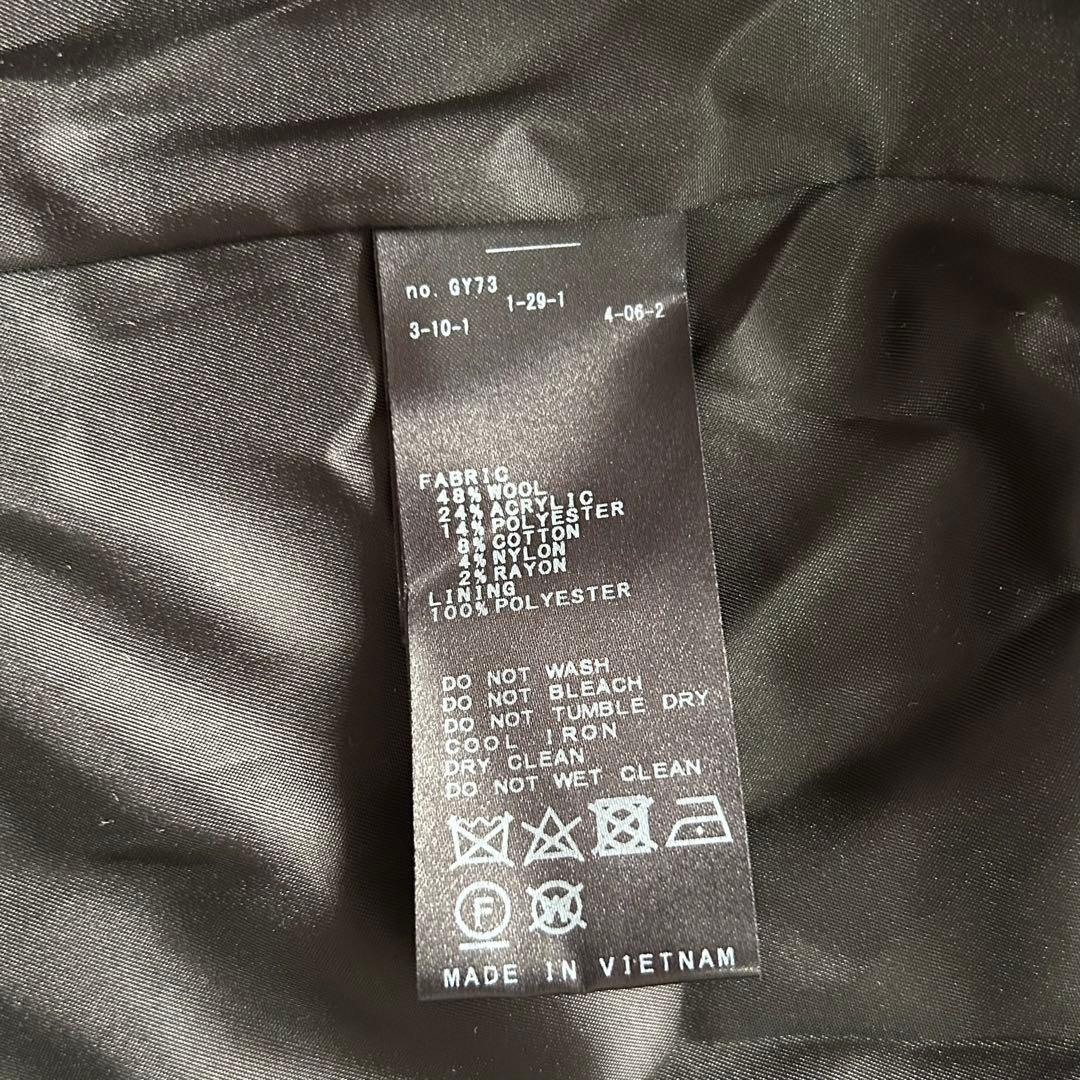 no. GY73
1-29-1
3-10-1 4-06-2
FABRIC
48% WOOL
24% ACRYLIC
14% POLYESTER
8% COTTON
4% NYLON
2% RAYON
LINING
100% POLYESTER
DO NOT WASH
DO NOT BLEACH
DO NOT TUMBLE DRY
COOL IRON
DRY CLEAN
DO NOT WET CLEAN
F W
MADE IN VIETNAM